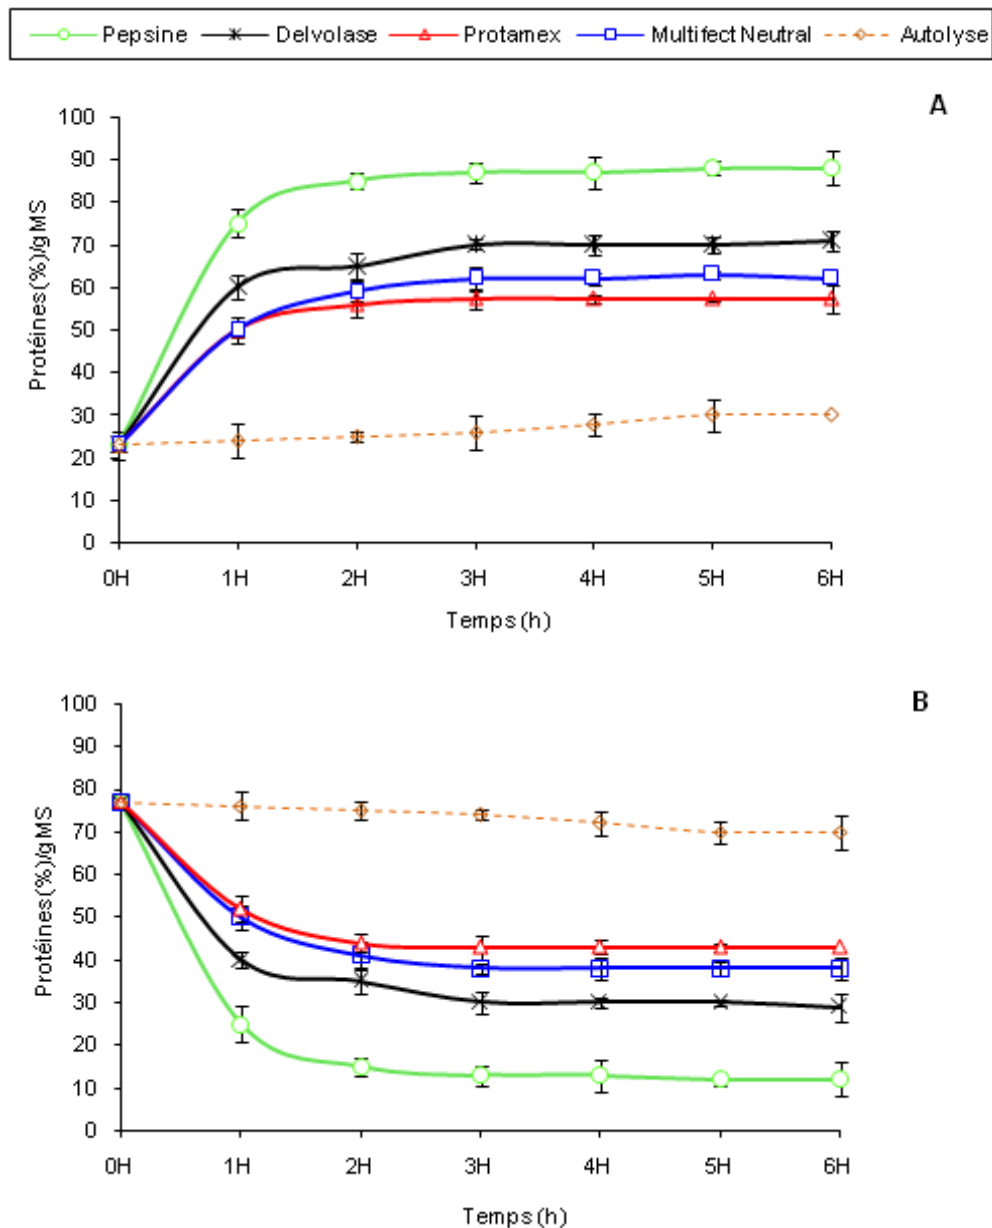 Pepsine Delvolase Protamex Multifect Neutral Autolyse
A
Protéines(%)/gMS
100
90
80
70
60
50
40
30
20
10
0
0H 1H 2H 3H 4H 5H 6H
Temps(h)
B
Protéines(%)/gMS
100
90
80
70
60
50
40
30
20
10
0
0H 1H 2H 3H 4H 5H 6H
Temps(h)